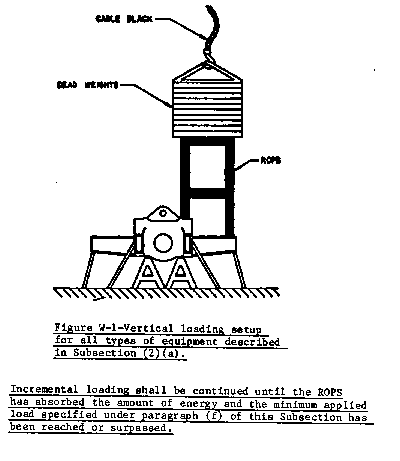 CABLE SLACK
DEAD WEIGHTS
ROPS
Figure W-1-Vertical loading setup
for all types of equipment described
in Subsection (2)(a).
Incremental loading shall be continued until the ROPS
has absorbed the amount of energy and the minimum applied
load specified under paragraph (f) of this Subsection has
been reached or surpassed.